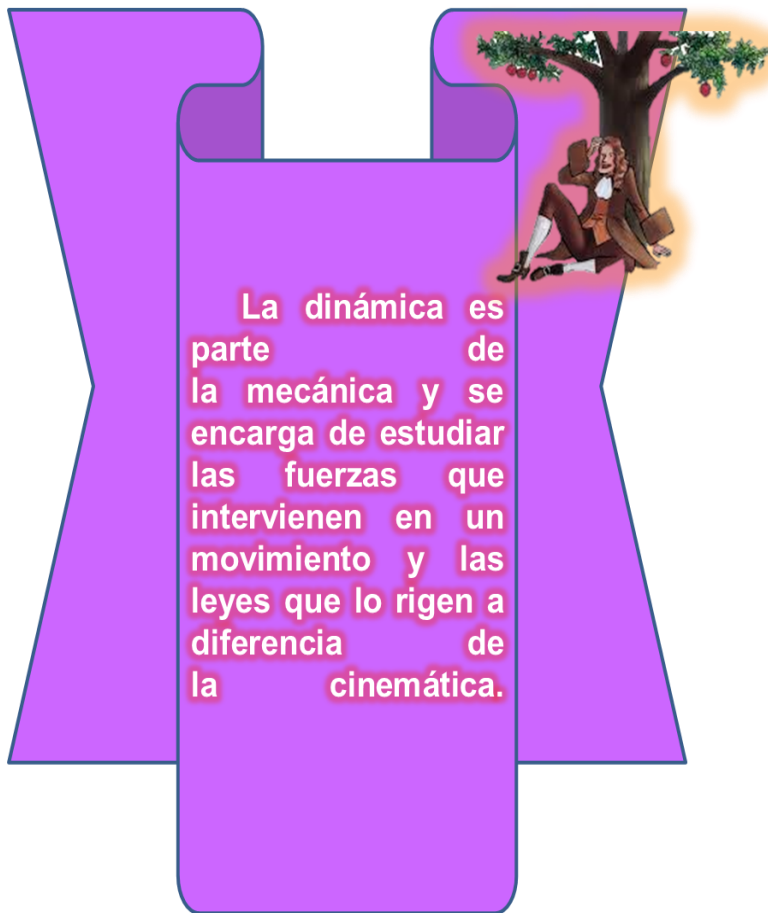 La dinámica es
parte de
la mecánica y se
encarga de estudiar
las fuerzas que
intervienen en un
movimiento y las
leyes que lo rigen a
diferencia de
la cinemática.